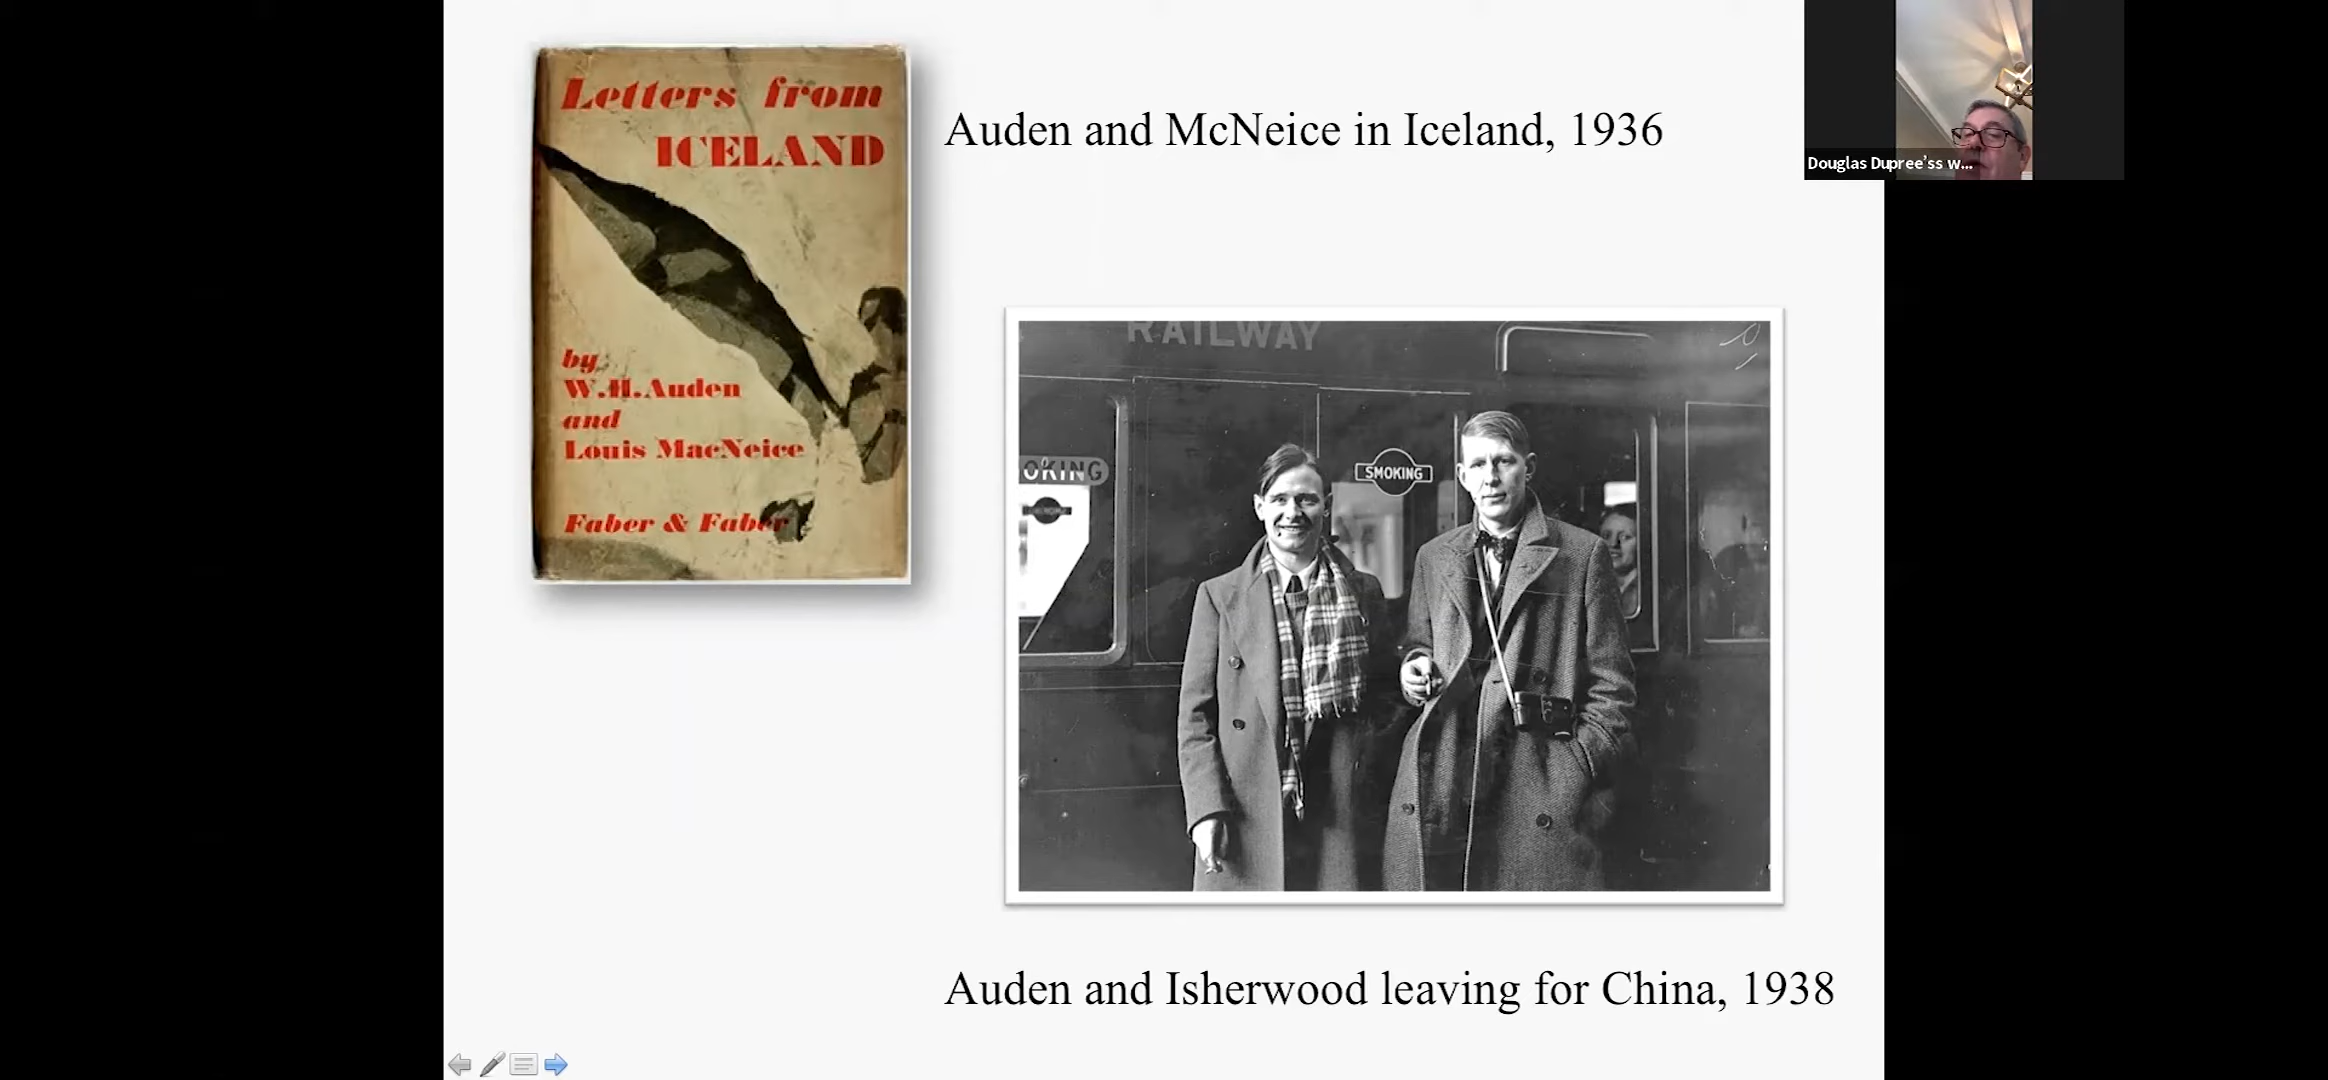 Letters from
ICELAND
by
W.H.Auden
and
Louis MacNeice
Faber & Faber
Auden and McNeice in Iceland, 1936
Douglas Dupree'ss w...
RAILWAY
OKING
SMOKING
Auden and Isherwood leaving for China, 1938